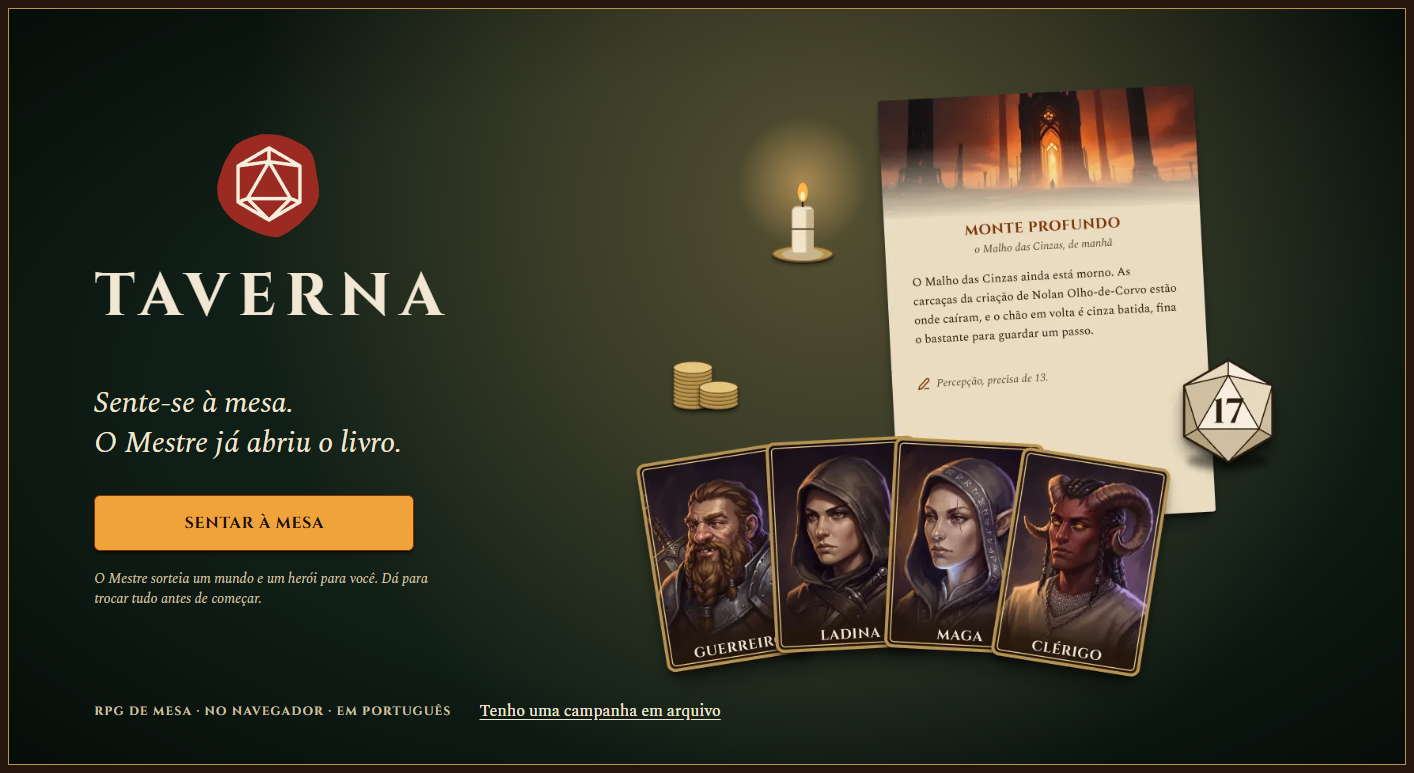 TAVERNA
Sente-se à mesa.
O Mestre já abriu o livro.
SENTAR À MESA
O Mestre sorteia um mundo e um herói para você. Dá para
trocar tudo antes de começar.
RPG DE MESA · NO NAVEGADOR · EM PORTUGUÊS
Tenho uma campanha em arquivo
MONTE PROFUNDO
o Malho das Cinzas, de manhã
O Malho das Cinzas ainda está morno. As
carcaças da criação de Nolan Olho-de-Corvo estão
onde caíram, e o chão em volta é cinza batida, fina
o bastante para guardar um passo.
Percepção, precisa de 13.
17
GUERREIR
LADINA
MAGA
CLÉRIGO